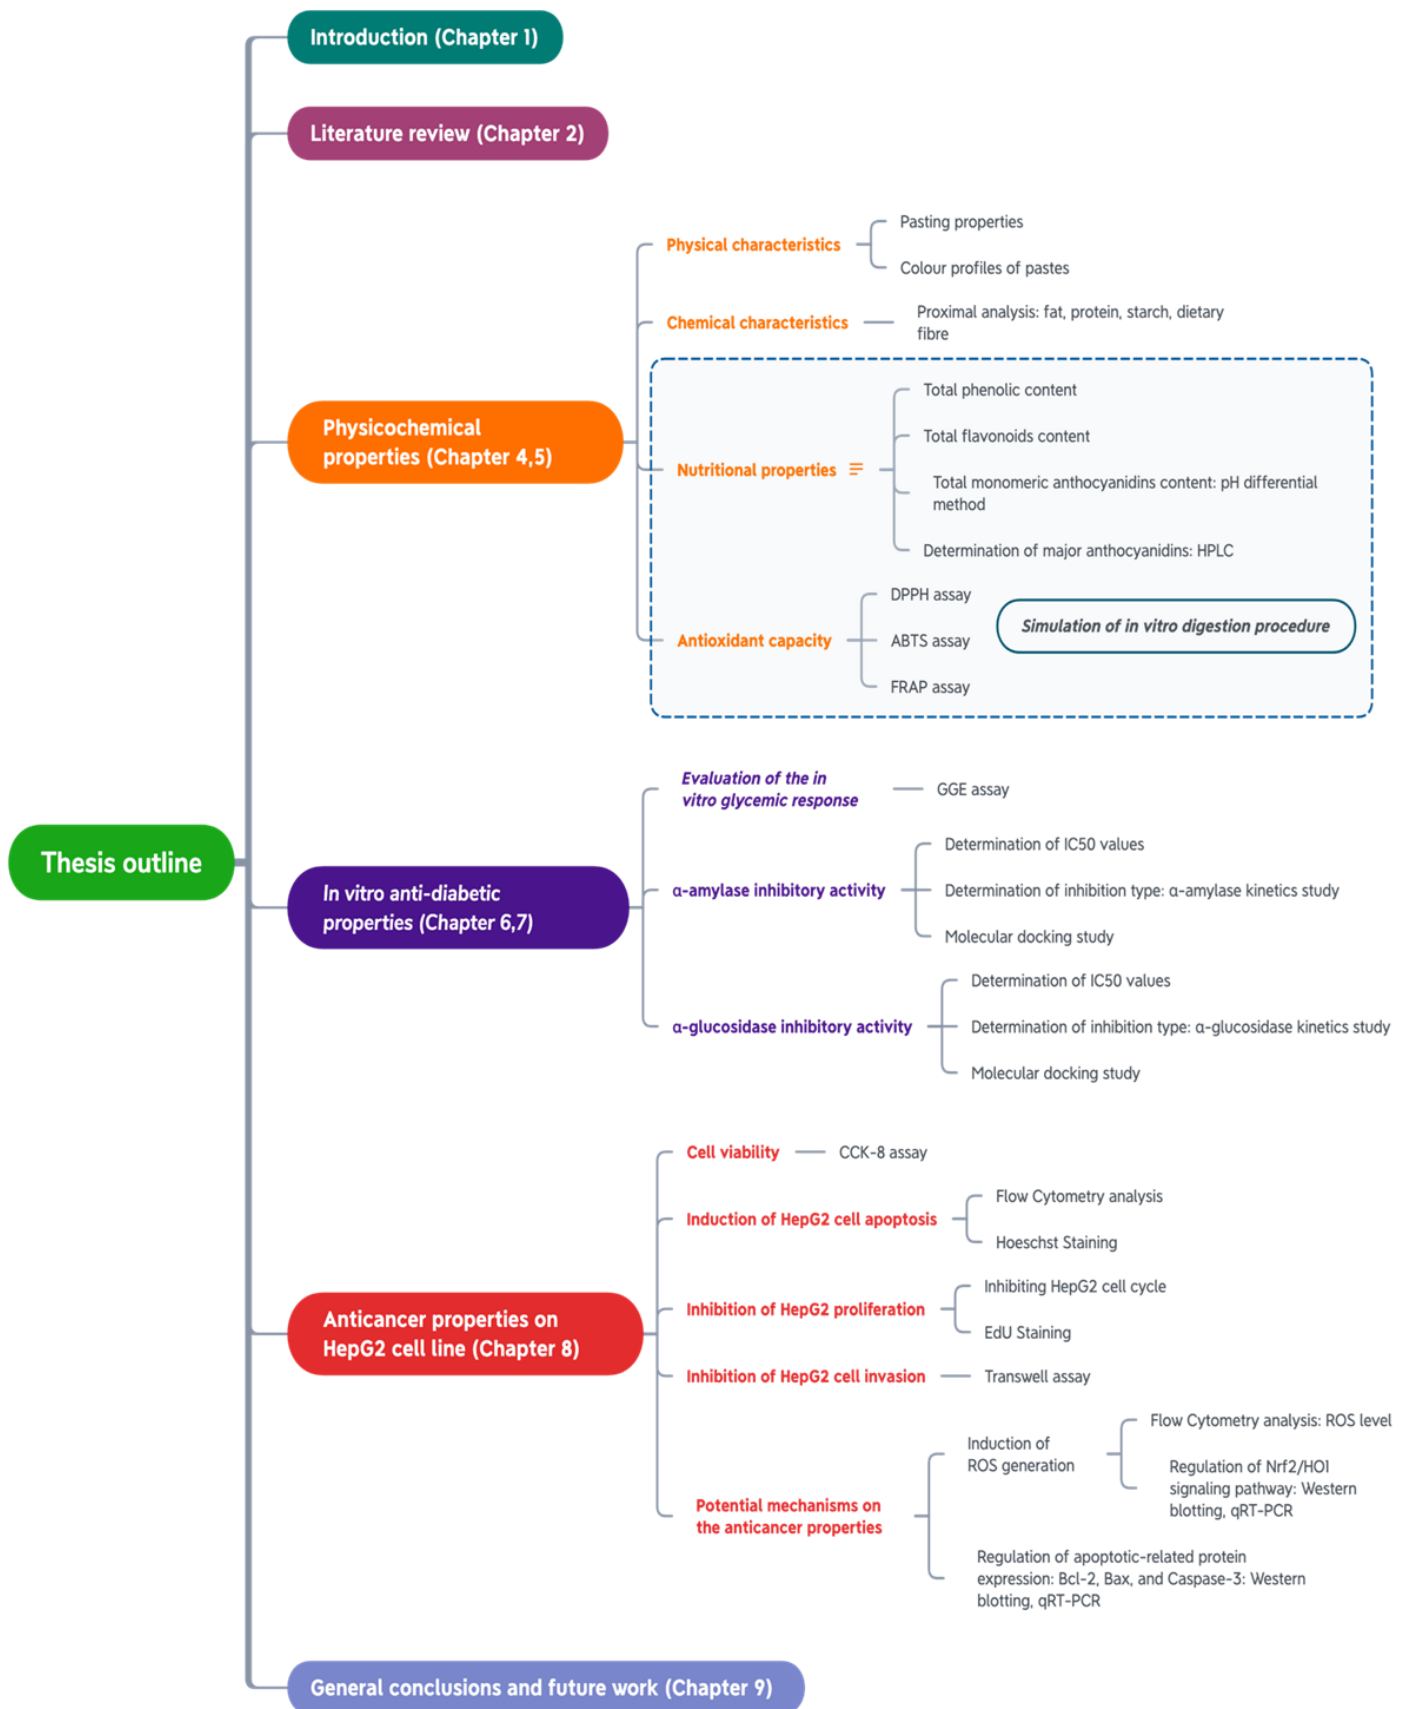 Introduction (Chapter 1)
Literature review (Chapter 2)
Pasting properties
Physical characteristics
Colour profiles of pastes
Proximal analysis: fat, protein, starch, dietary
fibre
Chemical characteristics
Total phenolic content
Physicochemical
properties (Chapter 4,5)
Total flavonoids content
Nutritional properties
Total monomeric anthocyanidins content: pH differential
method
Determination of major anthocyanidins: HPLC
DPPH assay
Simulation of in vitro digestion procedure
Antioxidant capacity
ABTS assay
FRAP assay
Evaluation of the in
vitro glycemic response
GGE assay
Thesis outline
Determination of IC50 values
In vitro anti-diabetic
properties (Chapter 6,7)
α-amylase inhibitory activity
Determination of inhibition type: α-amylase kinetics study
Molecular docking study
Determination of IC50 values
α-glucosidase inhibitory activity
Determination of inhibition type: α-glucosidase kinetics study
Molecular docking study
Cell viability
CCK-8 assay
Flow Cytometry analysis
Induction of HepG2 cell apoptosis
Hoeschst Staining
Inhibiting HepG2 cell cycle
Inhibition of HepG2 proliferation
EdU Staining
Anticancer properties on
HepG2 cell line (Chapter 8)
Inhibition of HepG2 cell invasion
Transwell assay
Flow Cytometry analysis: ROS level
Induction of
ROS generation
Regulation of Nrf2/HO1
signaling pathway: Western
blotting, qRT-PCR
Potential mechanisms on
the anticancer properties
Regulation of apoptotic-related protein
expression: Bcl-2, Bax, and Caspase-3: Western
blotting, qRT-PCR
General conclusions and future work (Chapter 9)